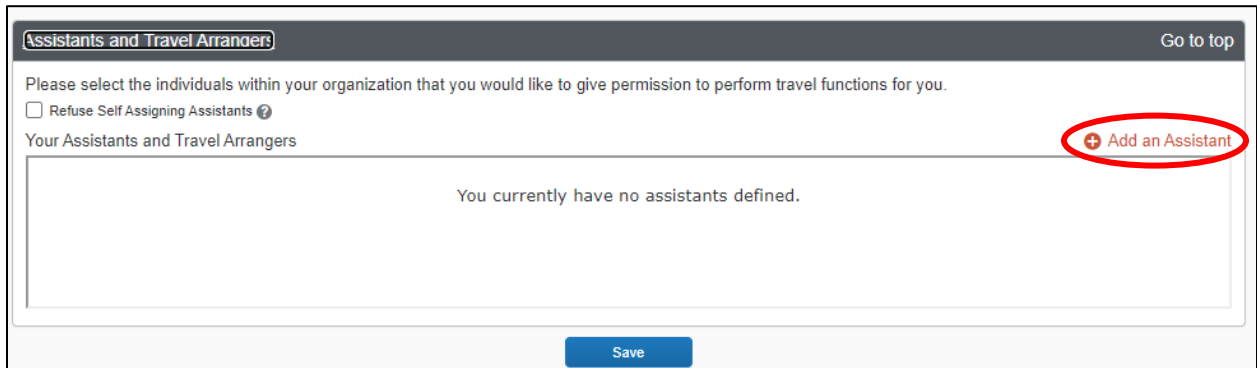 Assistants and Travel Arrangers
Go to top
Please select the individuals within your organization that you would like to give permission to perform travel functions for you.
Refuse Self Assigning Assistants ?
Your Assistants and Travel Arrangers
Add an Assistant
You currently have no assistants defined.
Save